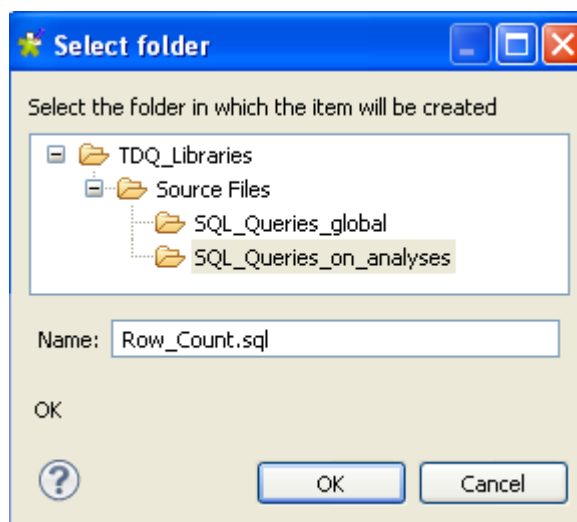 Select folder
Select the folder in which the item will be created
TDQ_Libraries
Source Files
SQL_Queries_global
SQL_Queries_on_analyses
Name: Row_Count.sql
OK
? OK Cancel